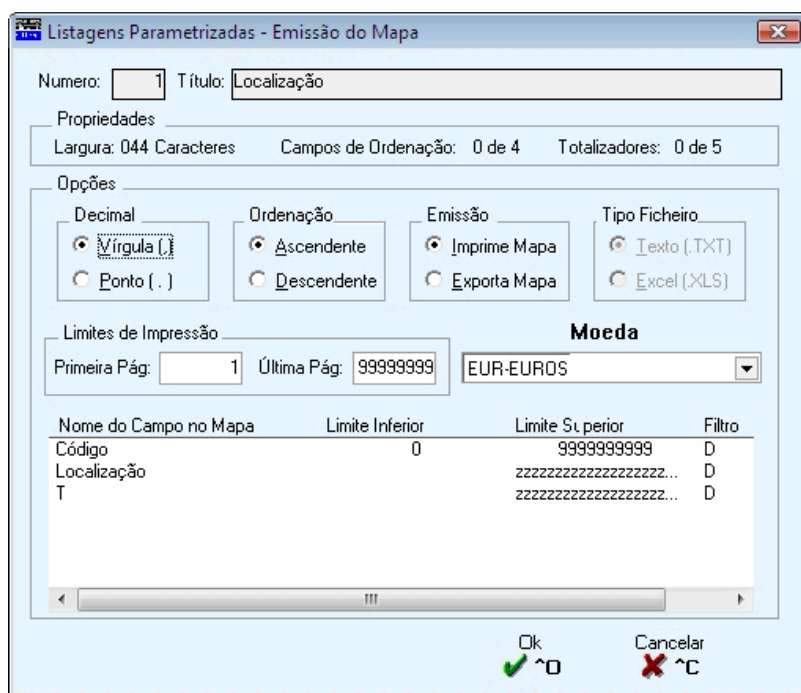 Listagens Parametrizadas - Emissão do Mapa
Numero: 1 Título: Localização
Propriedades
Largura: 044 Caracteres Campos de Ordenação: 0 de 4 Totalizadores: 0 de 5
Opções
Decimal Ordenação Emissão Tipo Ficheiro
Vírgula (,) Ascendente Imprime Mapa Texto (.TXT)
Ponto ( . ) Descendente Exporta Mapa Excel (.XLS)
Limites de Impressão Moeda
Primeira Pág: 1 Última Pág: 99999999 EUR-EUROS
Nome do Campo no Mapa Limite Inferior Limite Superior Filtro
Código 0 9999999999 D
Localização zzzzzzzzzzzzzzzzzzzz... D
T zzzzzzzzzzzzzzzzzzzz... D
Ok Cancelar
^O ^C